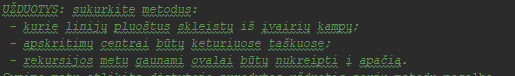 UŽDUOTYS: sukurkite metodus:
- kurie linijų pluoštus skleistų iš įvairių kampų;
- apskritimų centrai būtų keturiuose taškuose;
- rekursijos metu gaunami ovalai būtų nukreipti į apačią.